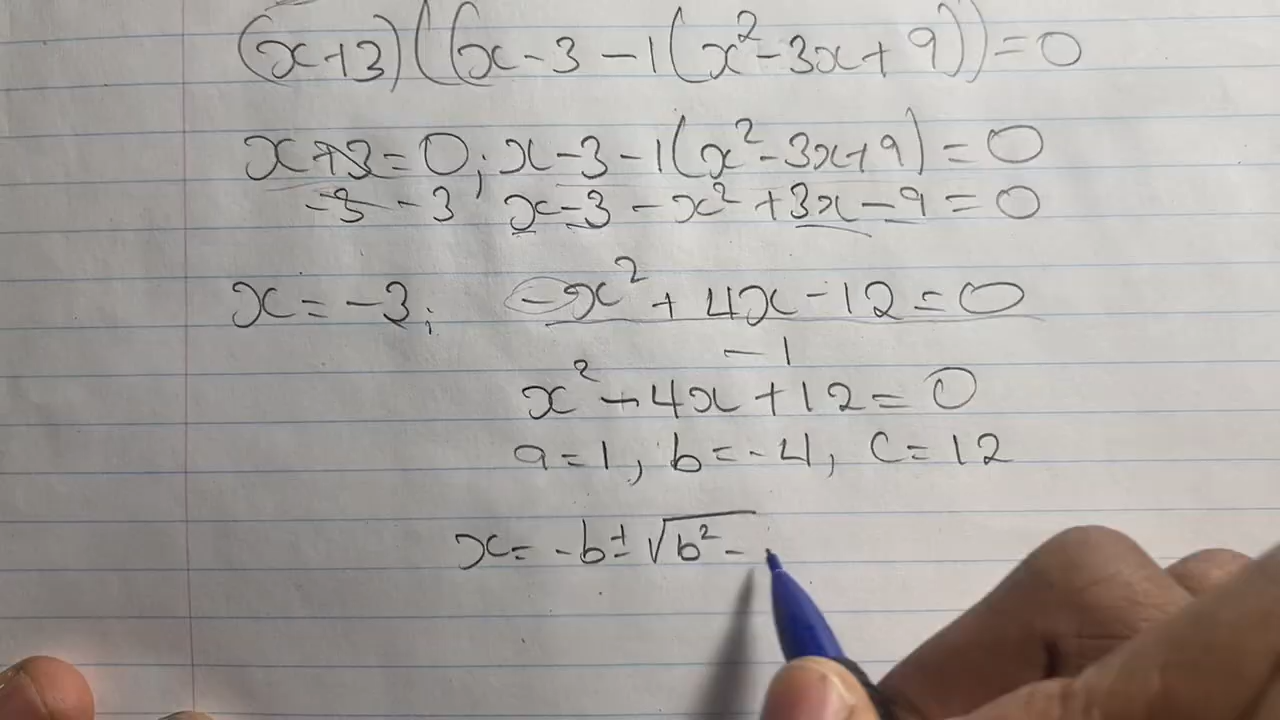 (x+3)((x-3-1(x²-3x+9))=0
x+3=0; x-3-1(x²-3x+9)=0
-3 -3 x-3-x²+3x-9=0
x=-3; -x²+4x-12=0
-1
x²-4x+12=0
a=1, b=-4, c=12
x= -b±√b²-